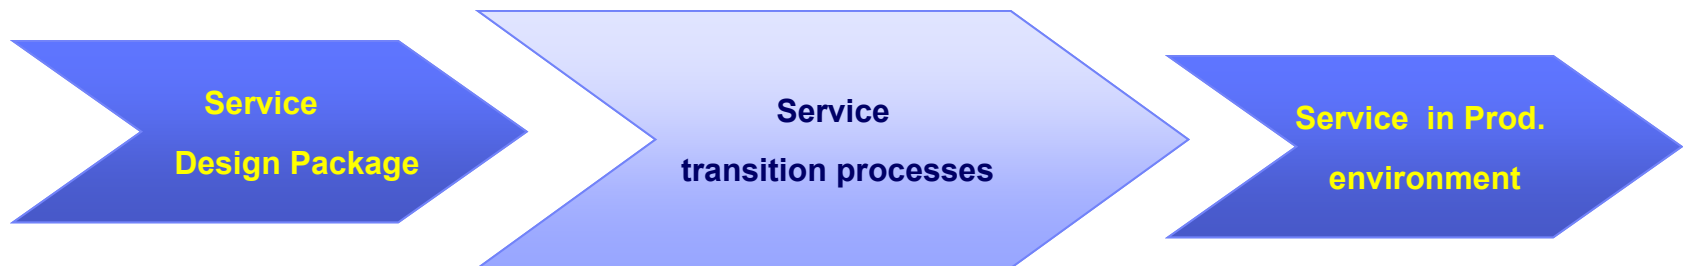 Service
Design Package
Service
transition processes
Service in Prod.
environment